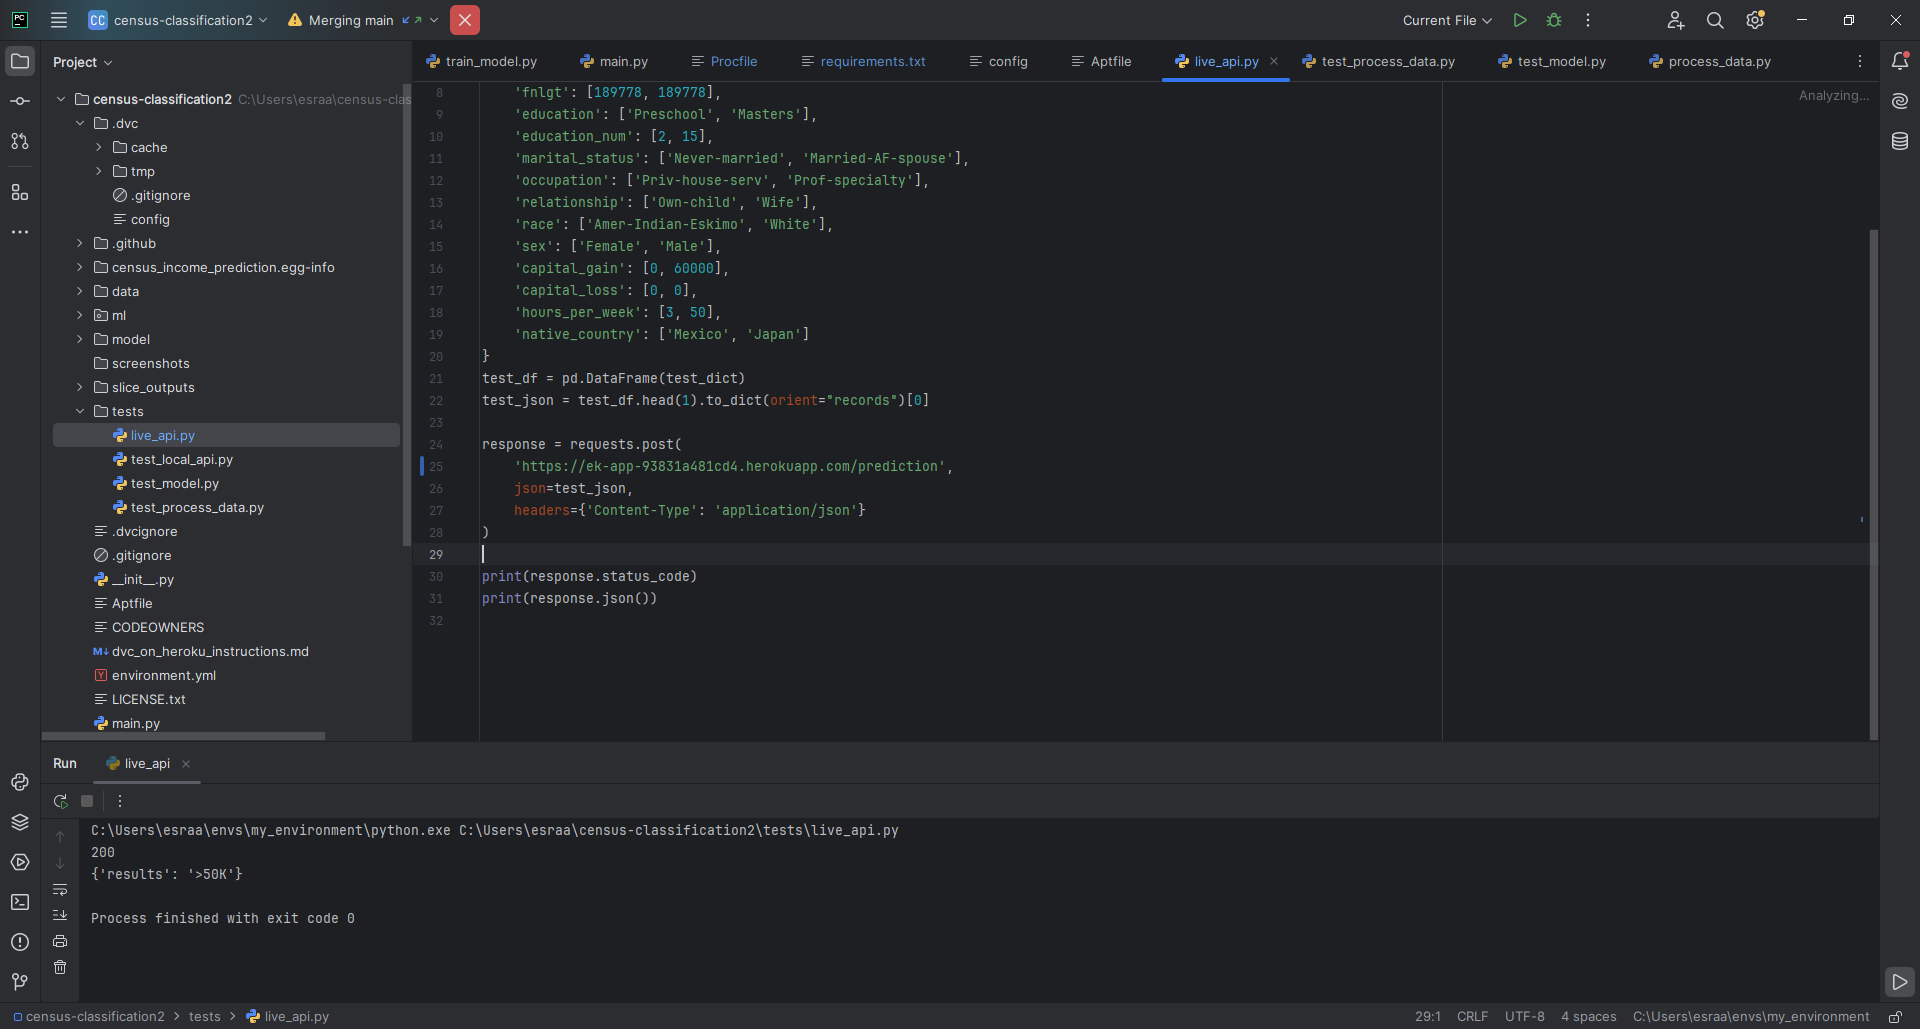 PC
CC census-classification2
Merging main
Current File
Project
train_model.py
main.py
Procfile
requirements.txt
config
Aptfile
live_api.py
test_process_data.py
test_model.py
process_data.py
census-classification2 C:\Users\esraa\census-clas
.dvc
cache
tmp
.gitignore
config
.github
census_income_prediction.egg-info
data
ml
model
screenshots
slice_outputs
tests
live_api.py
test_local_api.py
test_model.py
test_process_data.py
.dvcignore
.gitignore
__init__.py
Aptfile
CODEOWNERS
M↓ dvc_on_heroku_instructions.md
Y environment.yml
LICENSE.txt
main.py
Analyzing...
8 'fnlgt': [189778, 189778],
9 'education': ['Preschool', 'Masters'],
10 'education_num': [2, 15],
11 'marital_status': ['Never-married', 'Married-AF-spouse'],
12 'occupation': ['Priv-house-serv', 'Prof-specialty'],
13 'relationship': ['Own-child', 'Wife'],
14 'race': ['Amer-Indian-Eskimo', 'White'],
15 'sex': ['Female', 'Male'],
16 'capital_gain': [0, 60000],
17 'capital_loss': [0, 0],
18 'hours_per_week': [3, 50],
19 'native_country': ['Mexico', 'Japan']
20 }
21 test_df = pd.DataFrame(test_dict)
22 test_json = test_df.head(1).to_dict(orient="records")[0]
23
24 response = requests.post(
25 'https://ek-app-93831a481cd4.herokuapp.com/prediction',
26 json=test_json,
27 headers={'Content-Type': 'application/json'}
28 )
29
30 print(response.status_code)
31 print(response.json())
32
Run
live_api
C:\Users\esraa\envs\my_environment\python.exe C:\Users\esraa\census-classification2\tests\live_api.py
200
{'results': '>50K'}
Process finished with exit code 0
census-classification2 > tests > live_api.py
29:1 CRLF UTF-8 4 spaces C:\Users\esraa\envs\my_environment